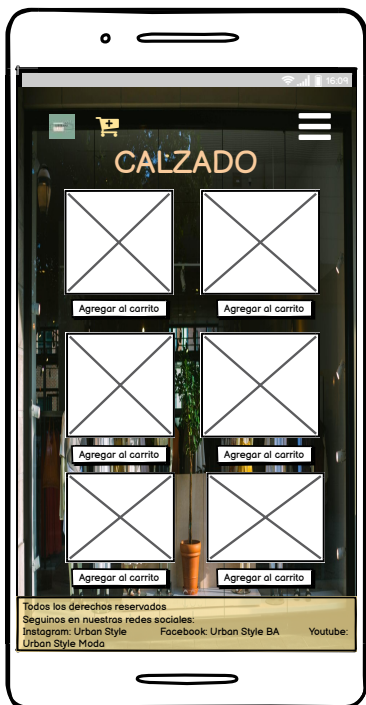 16:09
CALZADO
Agregar al carrito
Agregar al carrito
Agregar al carrito
Agregar al carrito
Agregar al carrito
Agregar al carrito
Todos los derechos reservados
Seguinos en nuestras redes sociales:
Instagram: Urban Style Facebook: Urban Style BA Youtube:
Urban Style Moda